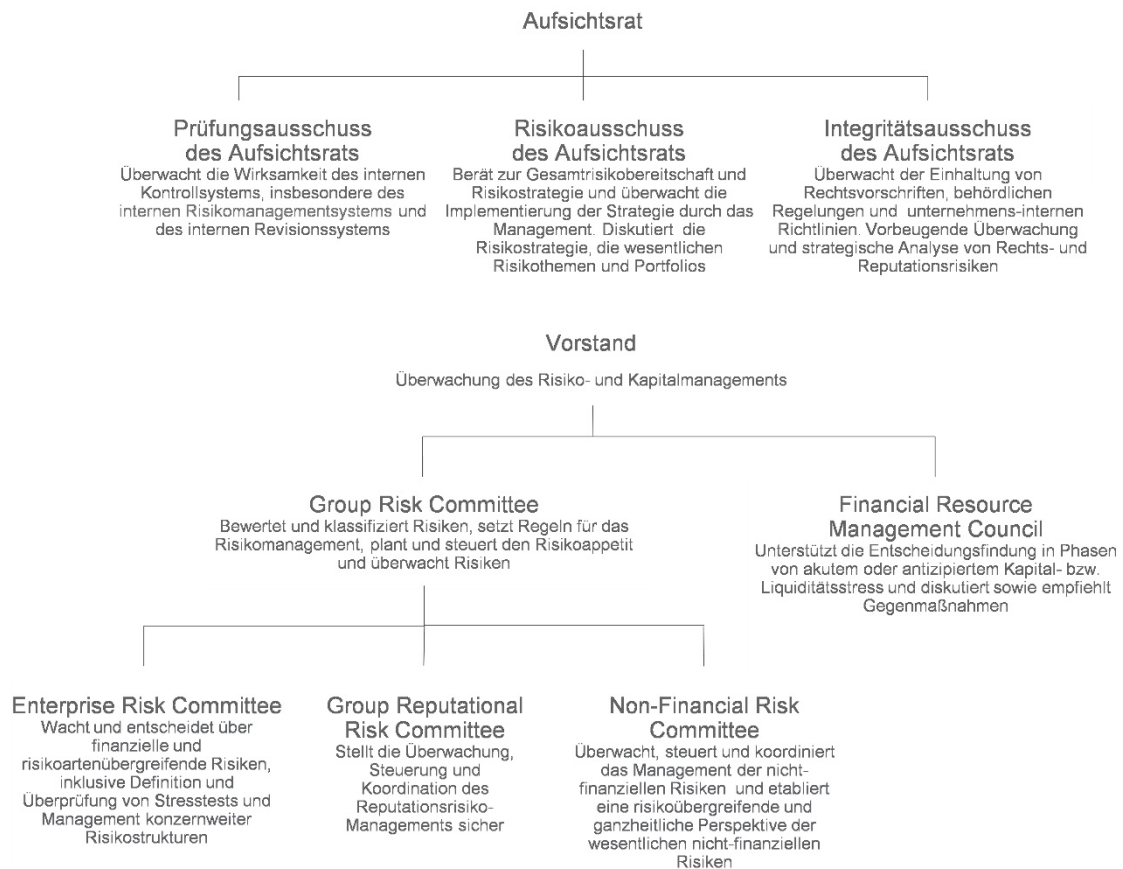 Aufsichtsrat
Prüfungsausschuss
des Aufsichtsrats
Überwacht die Wirksamkeit des internen
Kontrollsystems, insbesondere des
internen Risikomanagementsystems und
des internen Revisionssystems
Risikoausschuss
des Aufsichtsrats
Berät zur Gesamtrisikobereitschaft und
Risikostrategie und überwacht die
Implementierung der Strategie durch das
Management. Diskutiert die
Risikostrategie, die wesentlichen
Risikothemen und Portfolios
Integritätsausschuss
des Aufsichtsrats
Überwacht der Einhaltung von
Rechtsvorschriften, behördlichen
Regelungen und unternehmens-internen
Richtlinien. Vorbeugende Überwachung
und strategische Analyse von Rechts- und
Reputationsrisiken
Vorstand
Überwachung des Risiko- und Kapitalmanagements
Group Risk Committee
Bewertet und klassifiziert Risiken, setzt Regeln für das
Risikomanagement, plant und steuert den Risikoappetit
und überwacht Risiken
Financial Resource
Management Council
Unterstützt die Entscheidungsfindung in Phasen
von akutem oder antizipiertem Kapital- bzw.
Liquiditätsstress und diskutiert sowie empfiehlt
Gegenmaßnahmen
Enterprise Risk Committee
Wacht und entscheidet über
finanzielle und
risikoartenübergreifende Risiken,
inklusive Definition und
Überprüfung von Stresstests und
Management konzernweiter
Risikostrukturen
Group Reputational
Risk Committee
Stellt die Überwachung,
Steuerung und
Koordination des
Reputationsrisiko-
Managements sicher
Non-Financial Risk
Committee
Überwacht, steuert und koordiniert
das Management der nicht-
finanziellen Risiken und etabliert
eine risikoübergreifende und
ganzheitliche Perspektive der
wesentlichen nicht-finanziellen
Risiken